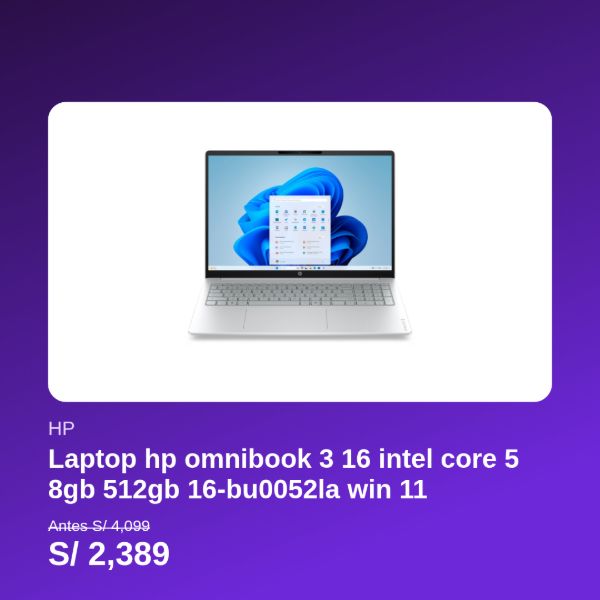 HP
Laptop hp omnibook 3 16 intel core 5
8gb 512gb 16-bu0052la win 11
Antes S/ 4,099
S/ 2,389